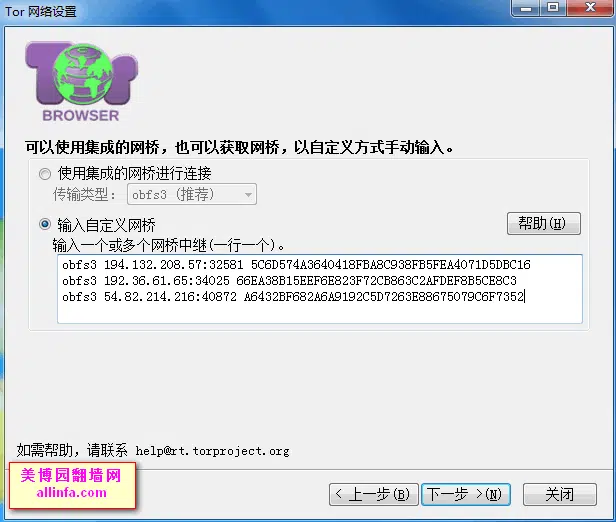 Tor 网络设置
Tor
BROWSER
可以使用集成的网桥，也可以获取网桥，以自定义方式手动输入。
使用集成的网桥进行连接
传输类型： obfs3 (推荐)
输入自定义网桥
帮助(H)
输入一个或多个网桥中继(一行一个)。
obfs3 194.132.208.57:32581 5C6D574A3640418FBA8C938FB5FEA4071D5DBC16
obfs3 192.36.61.65:34025 66EA38B15EEF6E823F72CB863C2AFDEF8B5CE8C3
obfs3 54.82.214.216:40872 A6432BF682A6A9192C5D7263E88675079C6F7352
如需帮助，请联系 help@rt.torproject.org
美博园翻墙网
allinfa.com
< 上一步(B) 下一步 >(N) 关闭